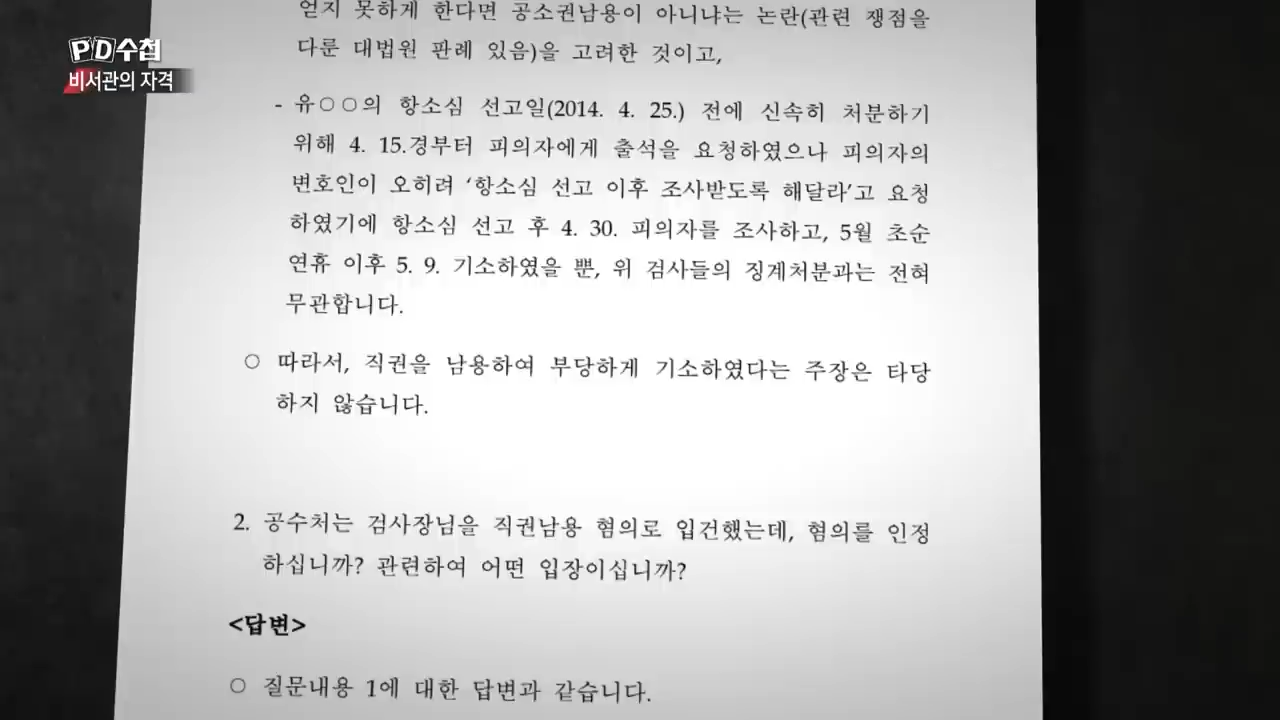 얻지 못하게 한다면 공소권남용이 아니냐는 논란(관련 쟁점을
PD수첩
다룬 대법원 판례 있음)을 고려한 것이고,
비서관의 자격
- 유○○의 항소심 선고일(2014. 4. 25.) 전에 신속히 처분하기
위해 4. 15.경부터 피의자에게 출석을 요청하였으나 피의자의
변호인이 오히려 '항소심 선고 이후 조사받도록 해달라'고 요청
하였기에 항소심 선고 후 4. 30. 피의자를 조사하고, 5월 초순
연휴 이후 5. 9. 기소하였을 뿐, 위 검사들의 징계처분과는 전혀
무관합니다.
○ 따라서, 직권을 남용하여 부당하게 기소하였다는 주장은 타당
하지 않습니다.
2. 공수처는 검사장님을 직권남용 혐의로 입건했는데, 혐의를 인정
하십니까? 관련하여 어떤 입장이십니까?
<답변>
○ 질문내용 1에 대한 답변과 같습니다.